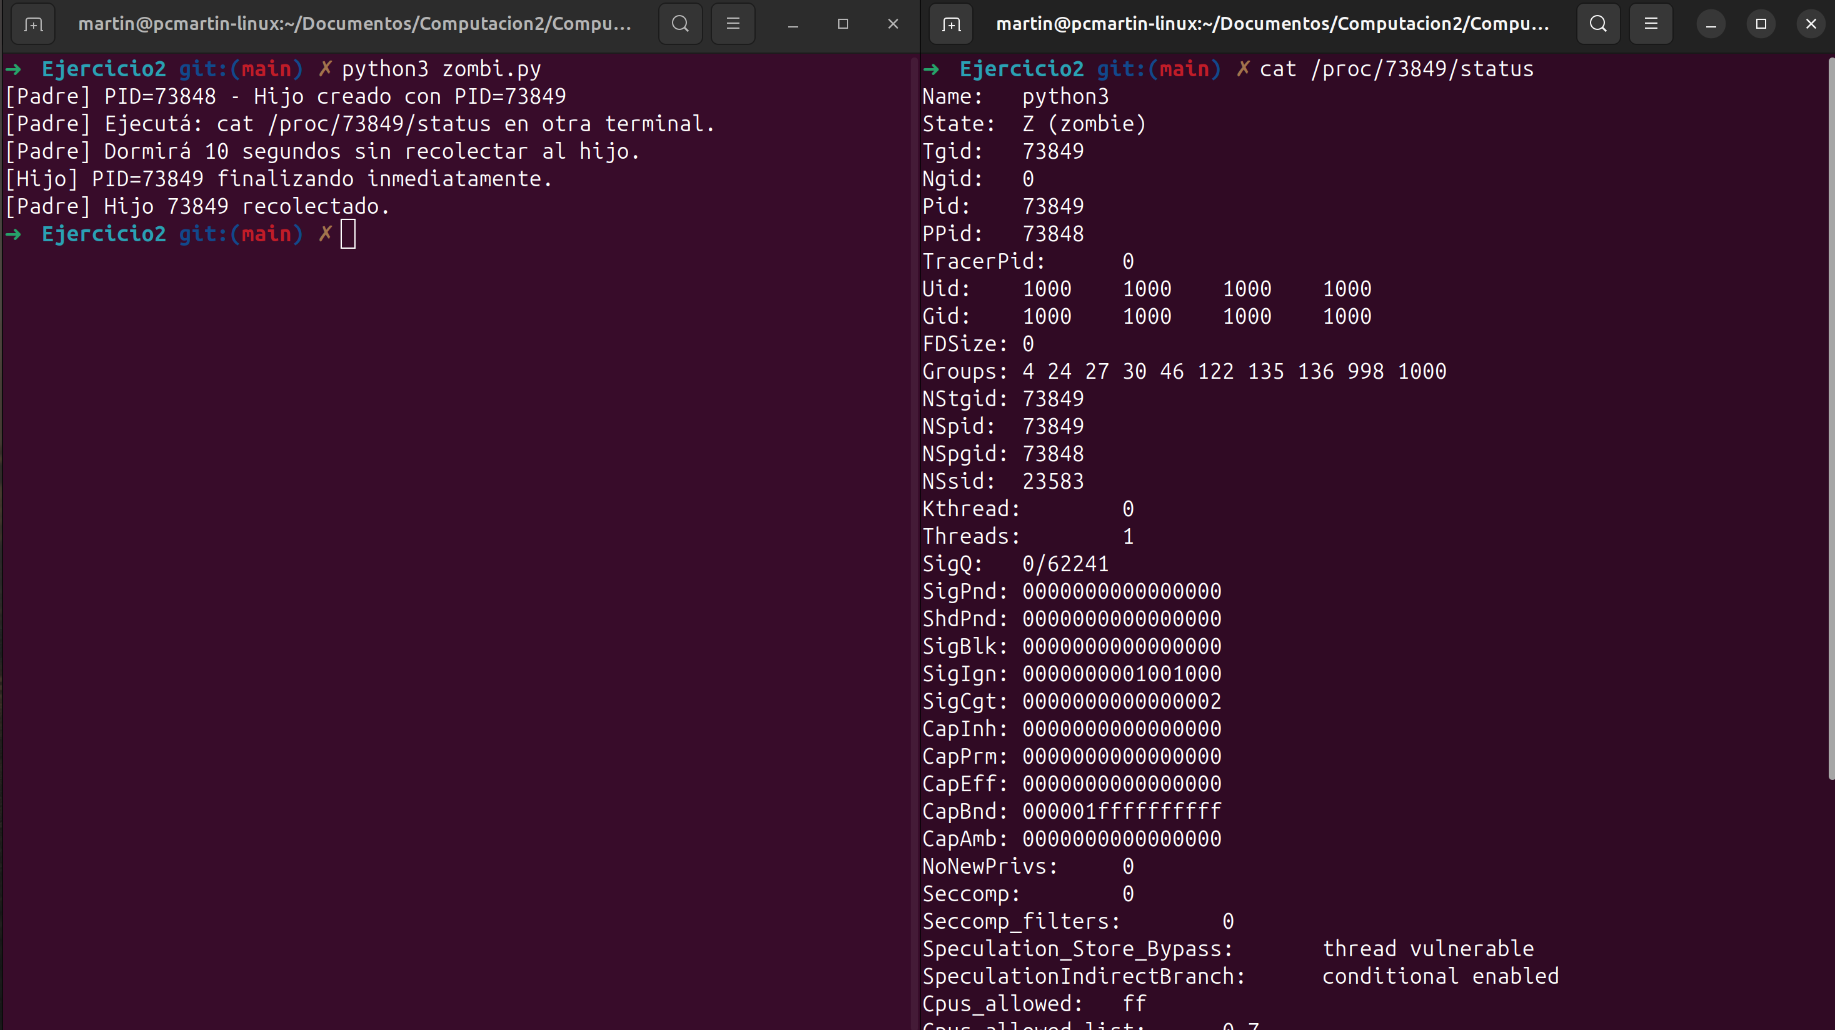 martin@pcmartin-linux:~/Documentos/Computacion2/Compu...
➜ Ejercicio2 git:(main) ✗ python3 zombi.py
[Padre] PID=73848 - Hijo creado con PID=73849
[Padre] Ejecutá: cat /proc/73849/status en otra terminal.
[Padre] Dormirá 10 segundos sin recolectar al hijo.
[Hijo] PID=73849 finalizando inmediatamente.
[Padre] Hijo 73849 recolectado.
➜ Ejercicio2 git:(main) ✗
martin@pcmartin-linux:~/Documentos/Computacion2/Compu...
➜ Ejercicio2 git:(main) ✗ cat /proc/73849/status
Name: python3
State: Z (zombie)
Tgid: 73849
Ngid: 0
Pid: 73849
PPid: 73848
TracerPid: 0
Uid: 1000 1000 1000 1000
Gid: 1000 1000 1000 1000
FDSize: 0
Groups: 4 24 27 30 46 122 135 136 998 1000
NStgid: 73849
NSpid: 73849
NSpgid: 73848
NSsid: 23583
Kthread: 0
Threads: 1
SigQ: 0/62241
SigPnd: 0000000000000000
ShdPnd: 0000000000000000
SigBlk: 0000000000000000
SigIgn: 0000000001001000
SigCgt: 0000000000000002
CapInh: 0000000000000000
CapPrm: 0000000000000000
CapEff: 0000000000000000
CapBnd: 000001ffffffffff
CapAmb: 0000000000000000
NoNewPrivs: 0
Seccomp: 0
Seccomp_filters: 0
Speculation_Store_Bypass: thread vulnerable
SpeculationIndirectBranch: conditional enabled
Cpus_allowed: ff
Cpus_allowed_list: 0-7